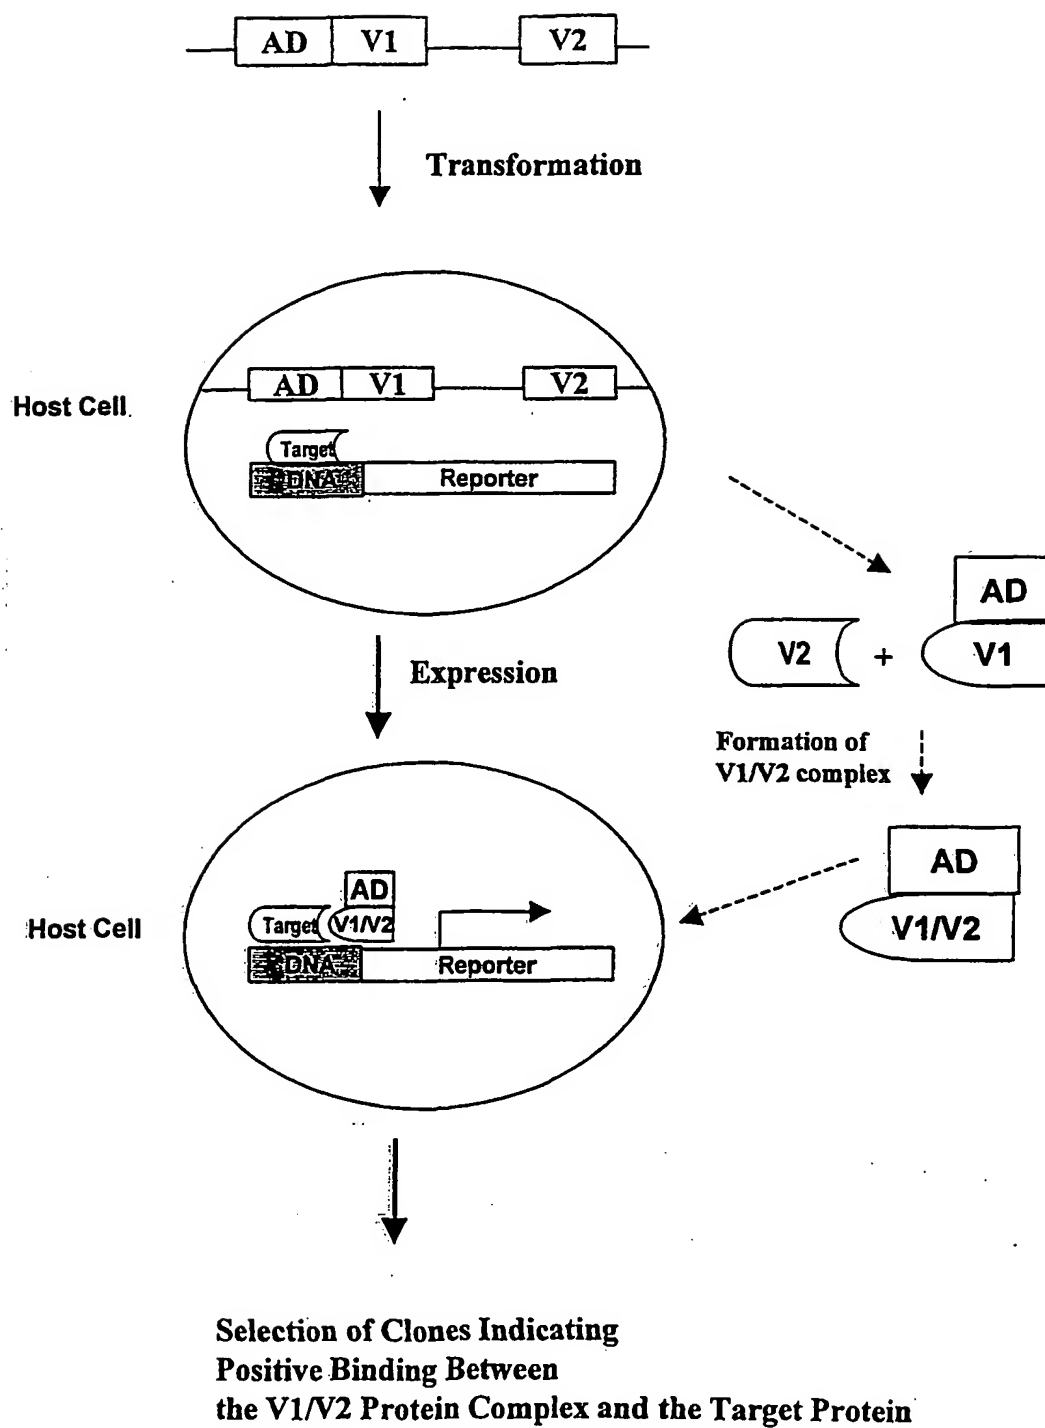 AD V1 V2
Transformation
AD V1 V2
Host Cell
Target
DNA Reporter
AD
V2 + V1
Expression
Formation of
V1/V2 complex
AD
V1/V2
AD
Host Cell
Target V1/V2
DNA Reporter
Selection of Clones Indicating
Positive Binding Between
the V1/V2 Protein Complex and the Target Protein